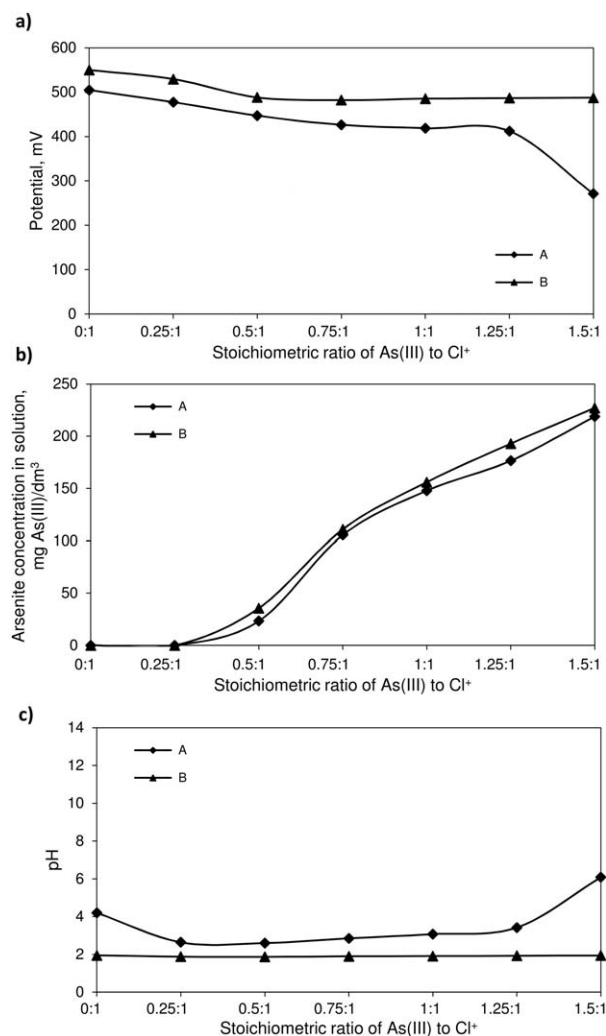 a)
600
500
400
300
200
100
0
Potential, mV
A
B
0:1 0.25:1 0.5:1 0.75:1 1:1 1.25:1 1.5:1
Stoichiometric ratio of As(III) to Cl⁺
b)
250
200
150
100
50
0
Arsenite concentration in solution,
mg As(III)/dm³
A
B
0:1 0.25:1 0.5:1 0.75:1 1:1 1.25:1 1.5:1
Stoichiometric ratio of As(III) to Cl⁺
c)
14
12
10
8
6
4
2
0
pH
A
B
0:1 0.25:1 0.5:1 0.75:1 1:1 1.25:1 1.5:1
Stoichiometric ratio of As(III) to Cl⁺